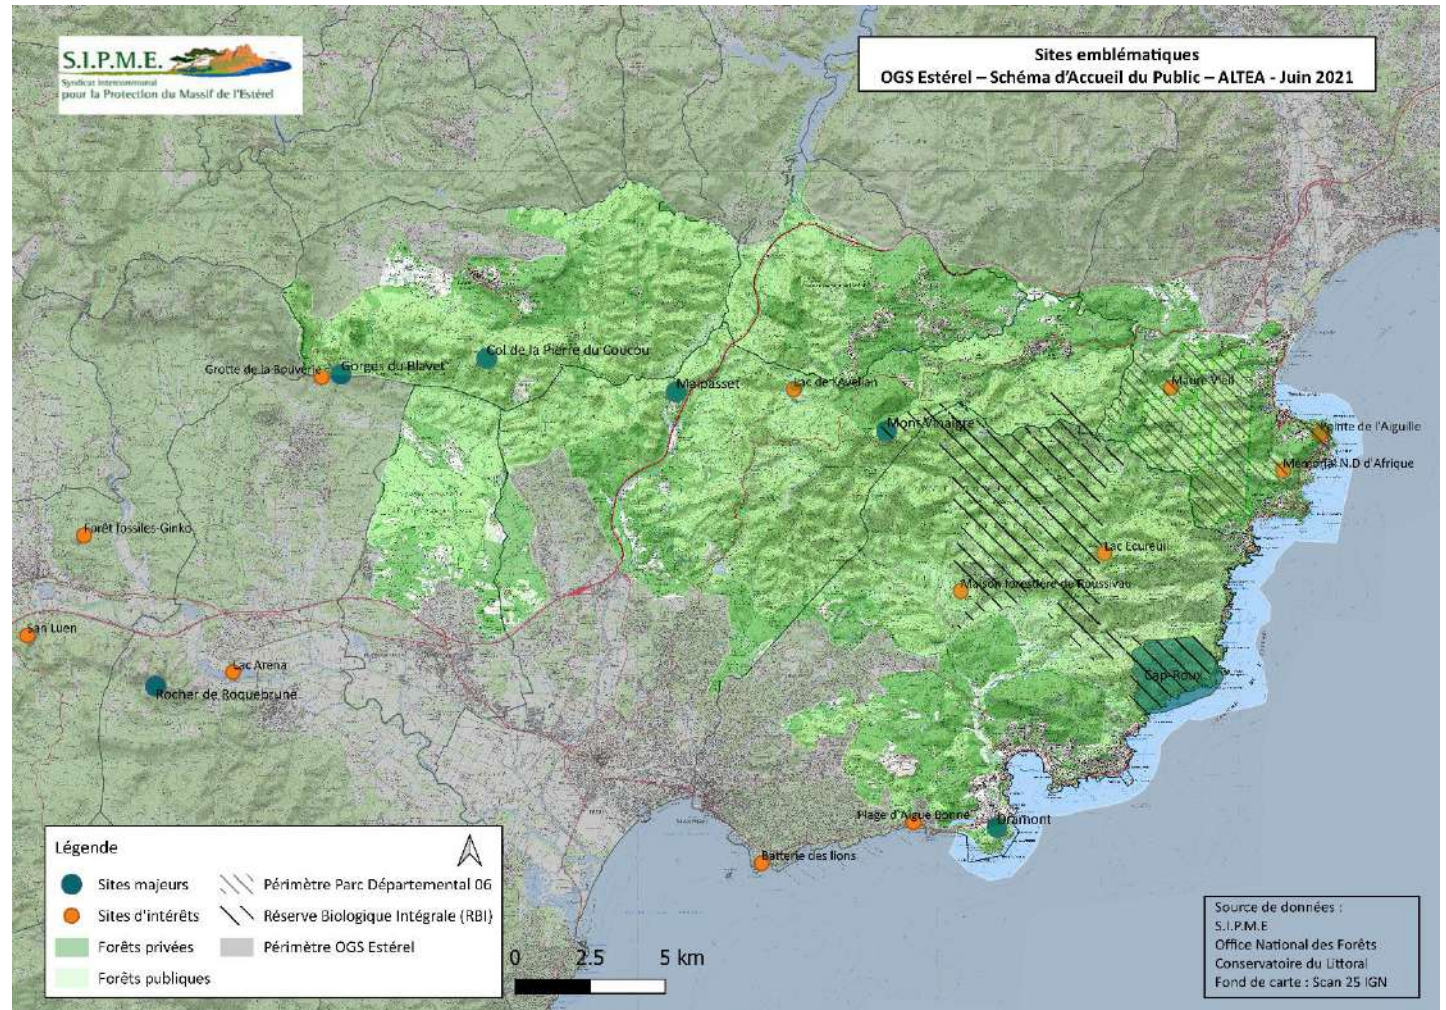 S.I.P.M.E.
Syndicat Intercommunal
pour la Protection du Massif de l'Estérel
Sites emblématiques
OGS Estérel – Schéma d'Accueil du Public – ALTEA - Juin 2021
Col de la Pierre du Coucou
Grotte de la Bouverie
Gorges du Blavet
Malpasset
Lac de l'Avellan
Maure Vieil
Mont Vinaigre
Pointe de l'Aiguille
Mémorial N.D d'Afrique
Forêt fossiles-Ginko
Lac Ecureuil
Maison forestière de Roussivau
San Luen
Lac Arena
Rocher de Roquebrune
Cap-Roux
Plage d'Aigue Bonne
Dramont
Batterie des lions
Légende
Sites majeurs
Périmètre Parc Départemental 06
Sites d'intérêts
Réserve Biologique Intégrale (RBI)
Forêts privées
Périmètre OGS Estérel
Forêts publiques
0 2.5 5 km
Source de données :
S.I.P.M.E
Office National des Forêts
Conservatoire du Littoral
Fond de carte : Scan 25 IGN